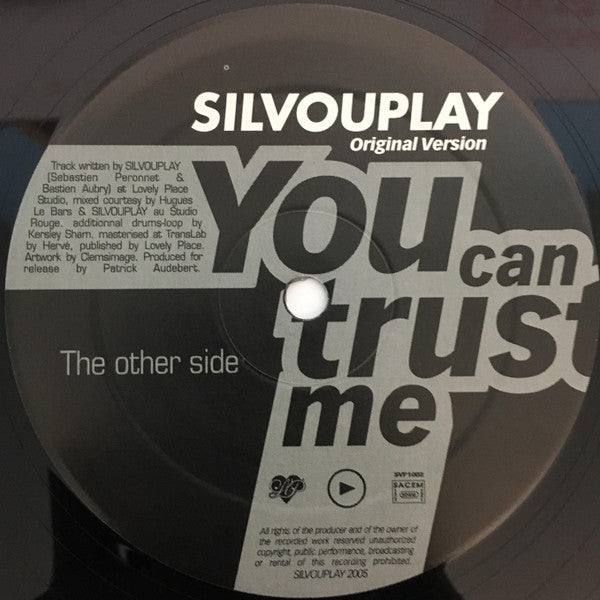 SILVOUPLAY
Original Version
Track written by SILVOUPLAY
(Sebastien Peronnet &
Bastien Aubry) at Lovely Place
Studio, mixed courtesy by Hugues
Le Bars & SILVOUPLAY au Studio
Rouge, additionnal drums-loop by
Kersley Sham, masterised at TransLab
by Hervé, published by Lovely Place.
Artwork by Clemsimage. Produced for
release by Patrick Audebert.
You
can
trust
me
The other side
SVP1002
SACEM
All rights of the producer and of the owner of
the recorded work reserved unauthorized
copyright, public performance, broadcasting
or rental of this recording prohibited.
SILVOUPLAY 2005